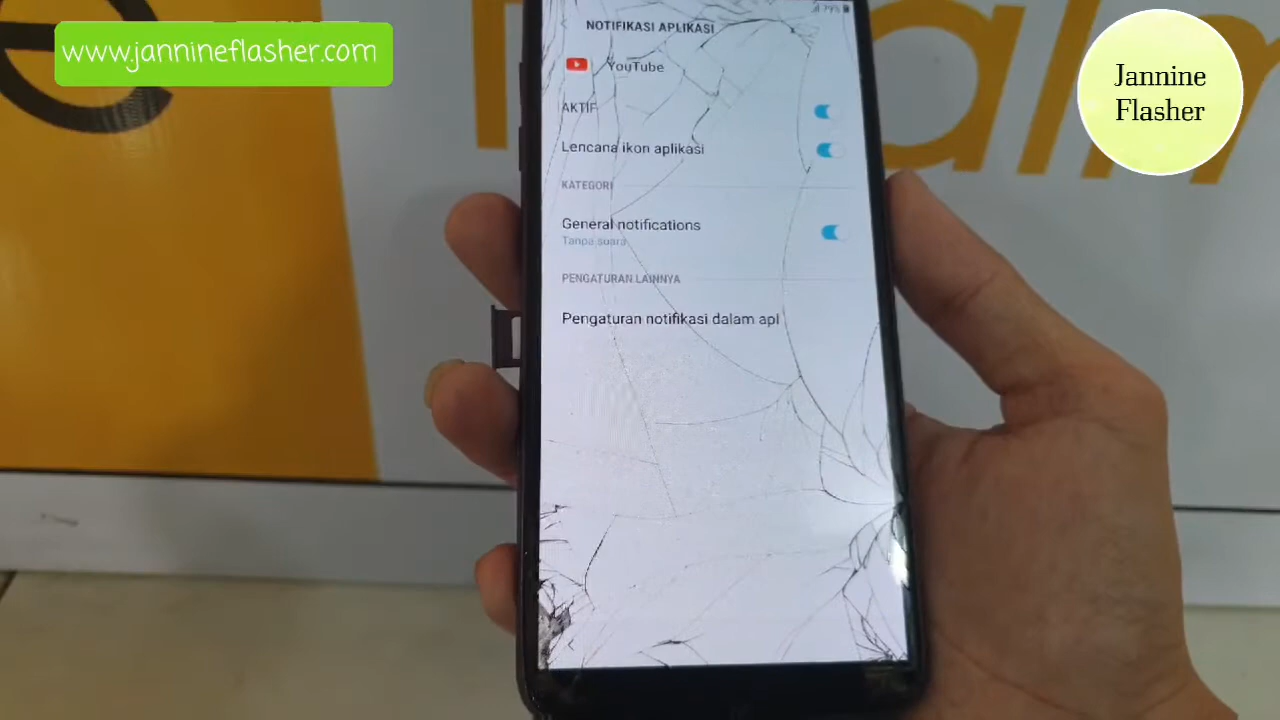 www.jannineflasher.com
Jannine
Flasher
79%
NOTIFIKASI APLIKASI
YouTube
AKTIF
Lencana ikon aplikasi
KATEGORI
General notifications
Tanpa suara
PENGATURAN LAINNYA
Pengaturan notifikasi dalam apl